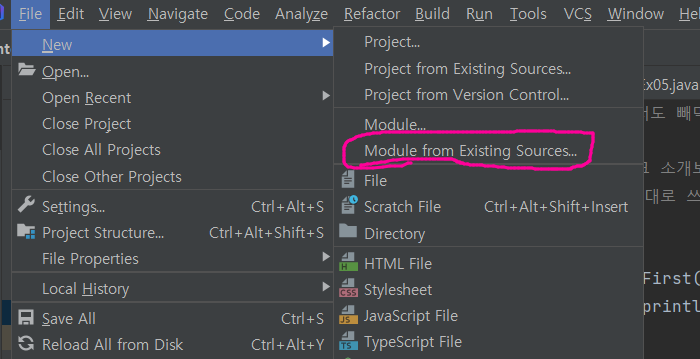 File Edit View Navigate Code Analyze Refactor Build Run Tools VCS Window Help
New
Open...
Open Recent
Close Project
Close All Projects
Close Other Projects
Settings... Ctrl+Alt+S
Project Structure... Ctrl+Alt+Shift+S
File Properties
Local History
Save All Ctrl+S
Reload All from Disk Ctrl+Alt+Y
Project...
Project from Existing Sources...
Project from Version Control...
Module...
Module from Existing Sources...
File
Scratch File Ctrl+Alt+Shift+Insert
Directory
HTML File
Stylesheet
JavaScript File
TypeScript File
Ex05.java
빼먹
소개
대로 쓰
First(
println